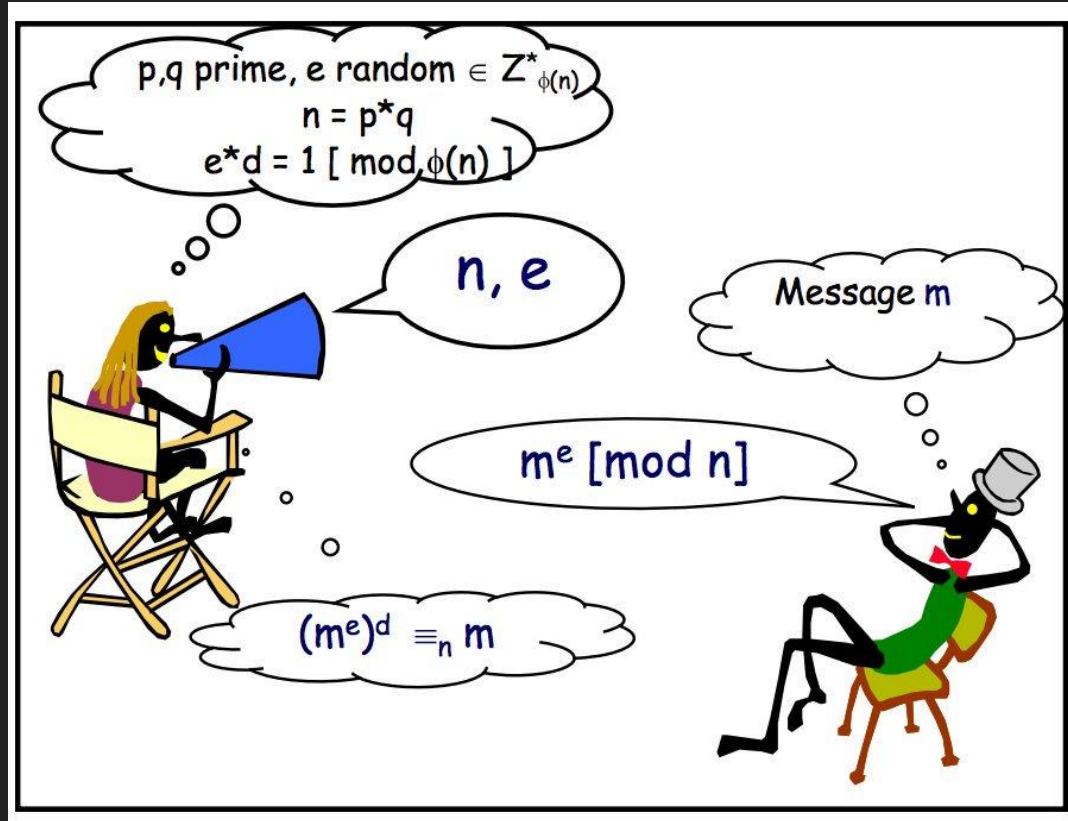 p,q prime, e random ∈ Z*ϕ(n)
n = p*q
e*d = 1 [ mod ϕ(n) ]
n, e
Message m
mᵉ [mod n]
(mᵉ)ᵈ ≡ₙ m